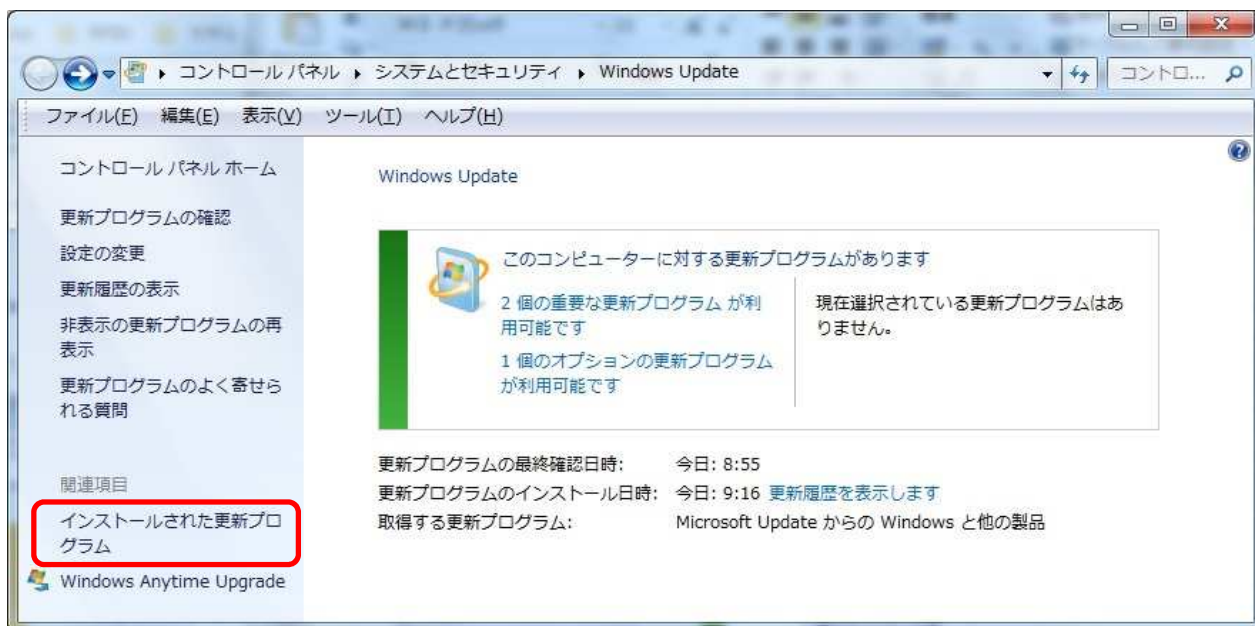 コントロール パネル ▸ システムとセキュリティ ▸ Windows Update
コントロ...
ファイル(F) 編集(E) 表示(V) ツール(T) ヘルプ(H)
コントロール パネル ホーム
更新プログラムの確認
設定の変更
更新履歴の表示
非表示の更新プログラムの再
表示
更新プログラムのよく寄せら
れる質問
関連項目
インストールされた更新プロ
グラム
Windows Anytime Upgrade
Windows Update
このコンピューターに対する更新プログラムがあります
2 個の重要な更新プログラム が利
用可能です
1 個のオプションの更新プログラム
が利用可能です
現在選択されている更新プログラムはあ
りません。
更新プログラムの最終確認日時: 今日: 8:55
更新プログラムのインストール日時: 今日: 9:16 更新履歴を表示します
取得する更新プログラム: Microsoft Update からの Windows と他の製品